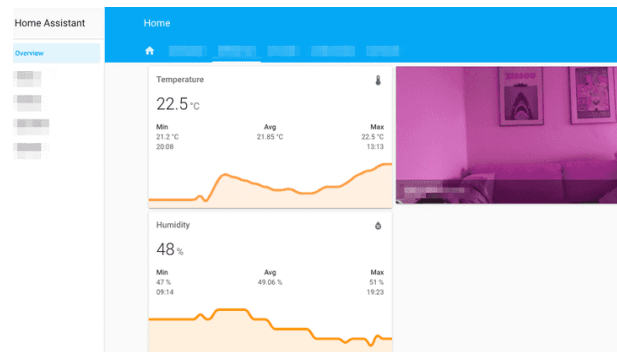 Home Assistant
Home
Overview
Temperature
22.5 °C
Min Avg Max
21.2 °C 21.85 °C 22.5 °C
20:08 13:13
Humidity
48 %
Min Avg Max
47 % 49.06 % 51 %
09:14 19:23